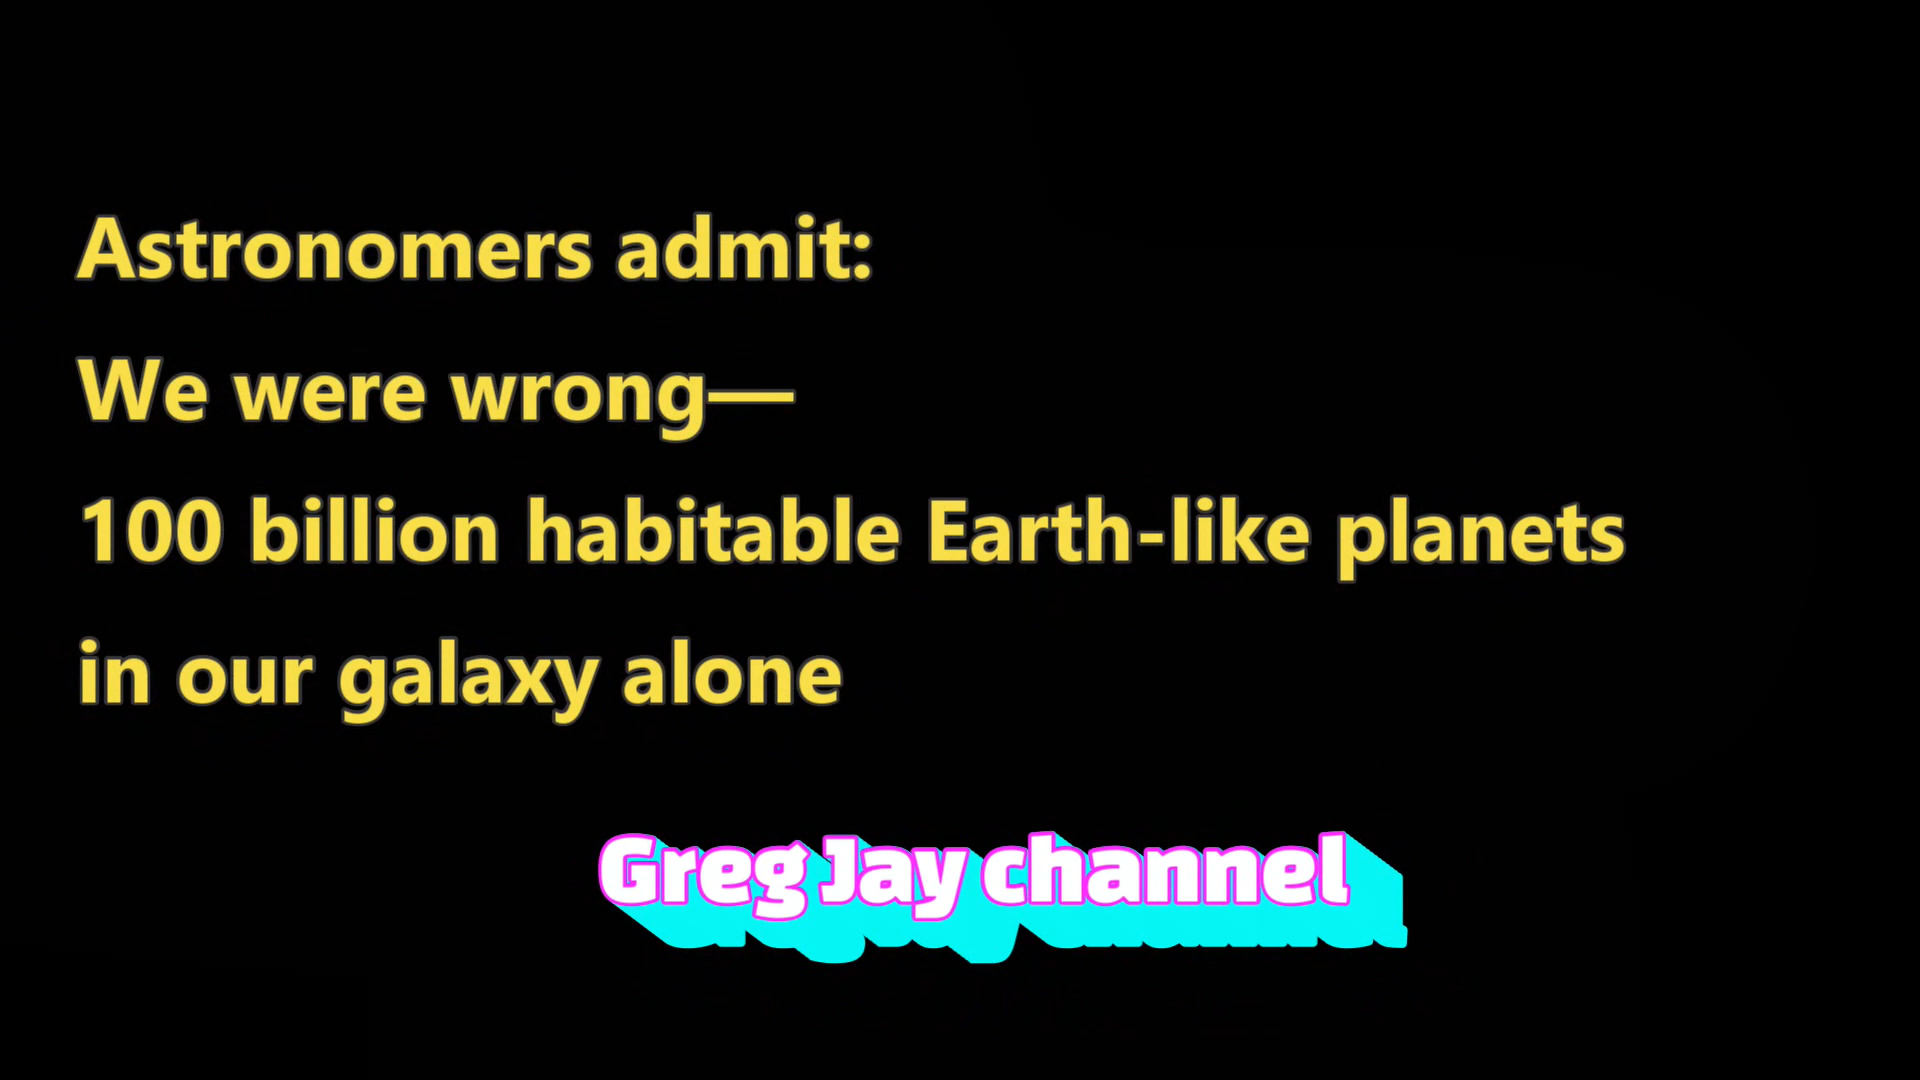 Astronomers admit:
We were wrong—
100 billion habitable Earth-like planets
in our galaxy alone
Greg Jay channel